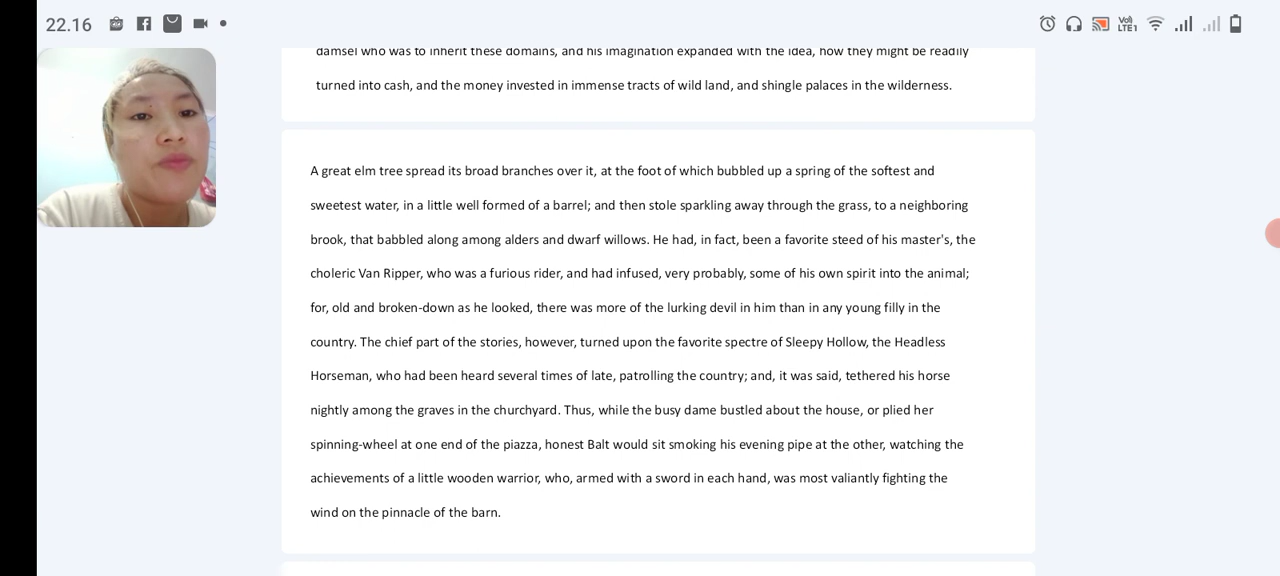 22.16
Vo) LTE1
damsel who was to inherit these domains, and his imagination expanded with the idea, how they might be readily
turned into cash, and the money invested in immense tracts of wild land, and shingle palaces in the wilderness.
A great elm tree spread its broad branches over it, at the foot of which bubbled up a spring of the softest and
sweetest water, in a little well formed of a barrel; and then stole sparkling away through the grass, to a neighboring
brook, that babbled along among alders and dwarf willows. He had, in fact, been a favorite steed of his master's, the
choleric Van Ripper, who was a furious rider, and had infused, very probably, some of his own spirit into the animal;
for, old and broken-down as he looked, there was more of the lurking devil in him than in any young filly in the
country. The chief part of the stories, however, turned upon the favorite spectre of Sleepy Hollow, the Headless
Horseman, who had been heard several times of late, patrolling the country; and, it was said, tethered his horse
nightly among the graves in the churchyard. Thus, while the busy dame bustled about the house, or plied her
spinning-wheel at one end of the piazza, honest Balt would sit smoking his evening pipe at the other, watching the
achievements of a little wooden warrior, who, armed with a sword in each hand, was most valiantly fighting the
wind on the pinnacle of the barn.